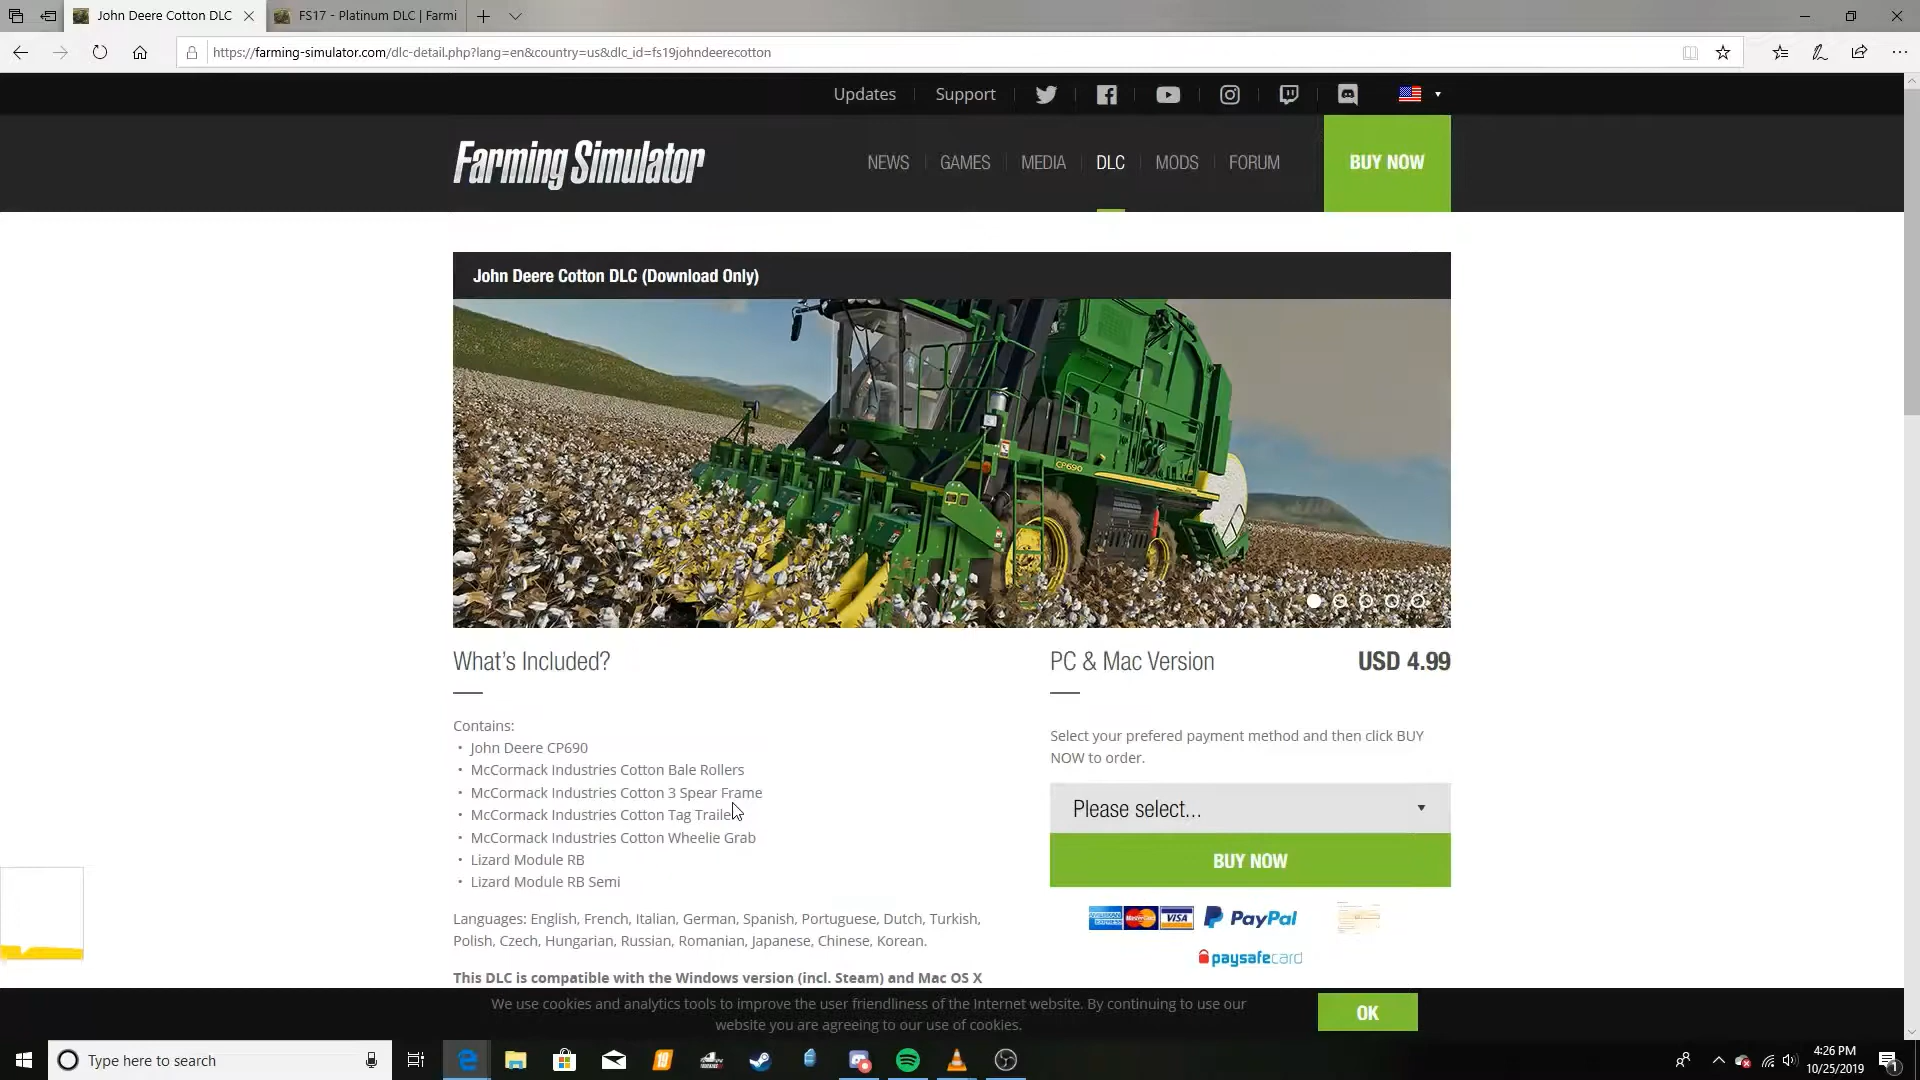 John Deere Cotton DLC
FS17 - Platinum DLC | Farmi
https://farming-simulator.com/dlc-detail.php?lang=en&country=us&dlc_id=fs19johndeerecotton
Updates
Support
Farming Simulator
NEWS
GAMES
MEDIA
DLC
MODS
FORUM
BUY NOW
John Deere Cotton DLC (Download Only)
CP690
What's Included?
PC & Mac Version
USD 4.99
Contains:
• John Deere CP690
• McCormack Industries Cotton Bale Rollers
• McCormack Industries Cotton 3 Spear Frame
• McCormack Industries Cotton Tag Trailer
• McCormack Industries Cotton Wheelie Grab
• Lizard Module RB
• Lizard Module RB Semi
Languages: English, French, Italian, German, Spanish, Portuguese, Dutch, Turkish,
Polish, Czech, Hungarian, Russian, Romanian, Japanese, Chinese, Korean.
This DLC is compatible with the Windows version (incl. Steam) and Mac OS X
Select your prefered payment method and then click BUY
NOW to order.
Please select...
BUY NOW
AMERICAN EXPRESS
MasterCard
VISA
PayPal
paysafecard
We use cookies and analytics tools to improve the user friendliness of the Internet website. By continuing to use our
website you are agreeing to our use of cookies.
OK
Type here to search
19
4:26 PM
10/25/2019
1